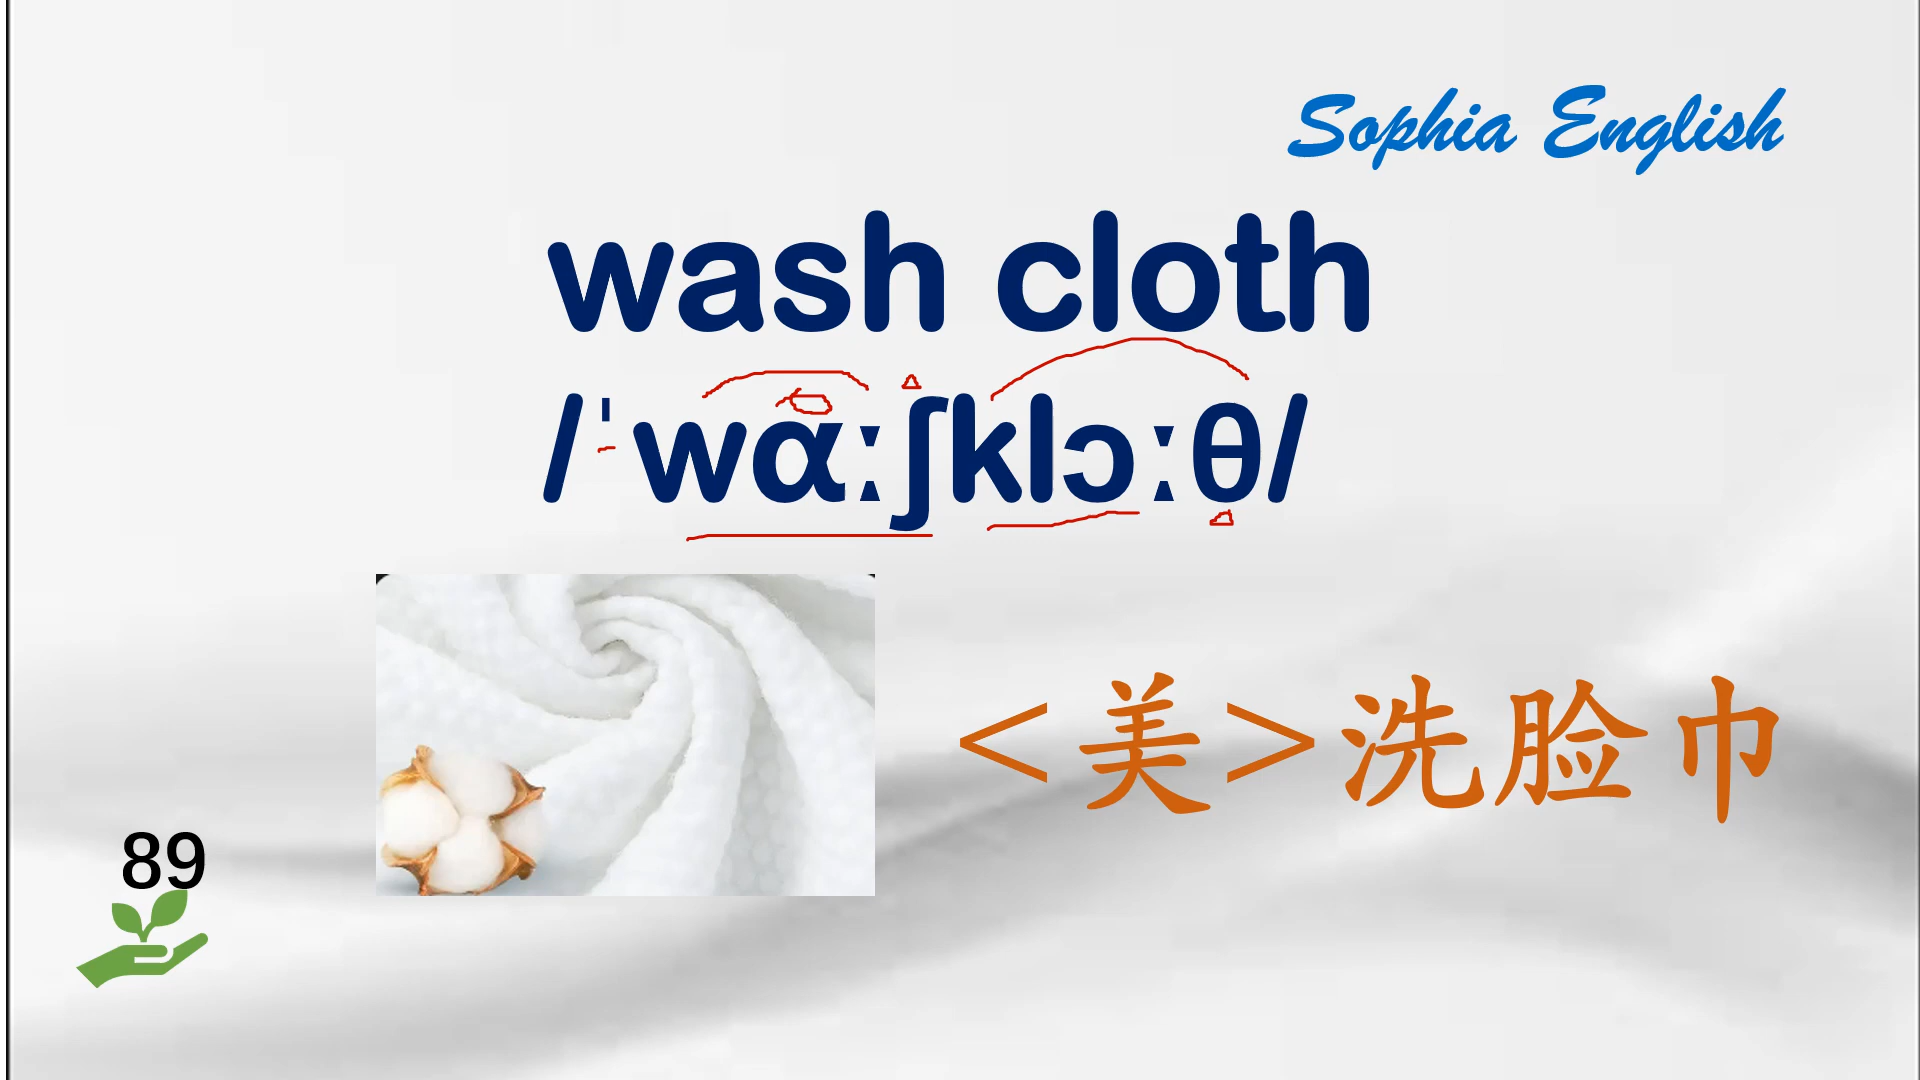 Sophia English
wash cloth
/ˈwɑːʃklɔːθ/
<美>洗脸巾
89